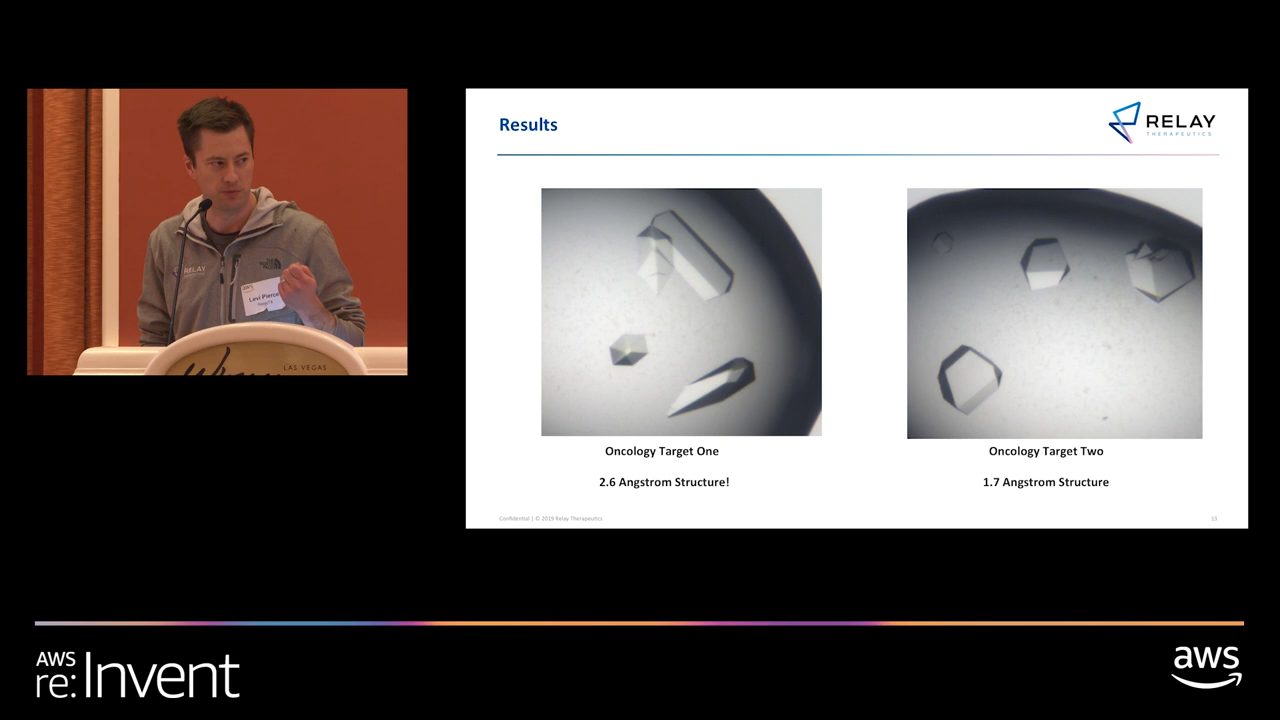 Results
RELAY
THERAPEUTICS
RELAY
aws
Levi Pierce
LAS VEGAS
Oncology Target One
2.6 Angstrom Structure!
Oncology Target Two
1.7 Angstrom Structure
Confidential | © 2019 Relay Therapeutics
13
AWS
re:Invent
aws